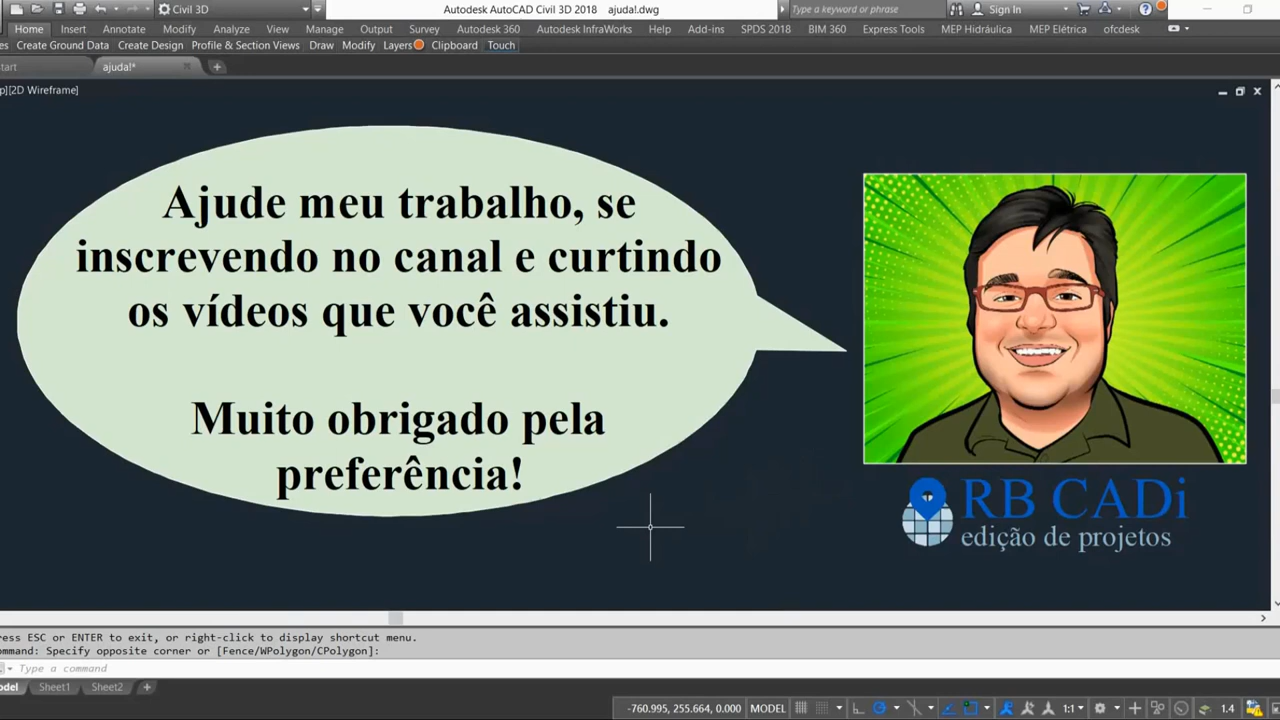 Civil 3D
Autodesk AutoCAD Civil 3D 2018 ajuda!.dwg
Type a keyword or phrase
Sign In
Home Insert Annotate Modify Analyze View Manage Output Survey Autodesk 360 Autodesk InfraWorks Help Add-ins SPDS 2018 BIM 360 Express Tools MEP Hidráulica MEP Elétrica ofcdesk
es Create Ground Data Create Design Profile & Section Views Draw Modify Layers Clipboard Touch
tart ajuda!*
p][2D Wireframe]
Ajude meu trabalho, se
inscrevendo no canal e curtindo
os vídeos que você assistiu.
Muito obrigado pela
preferência!
RB CADi
edição de projetos
ress ESC or ENTER to exit, or right-click to display shortcut menu.
ommand: Specify opposite corner or [Fence/WPolygon/CPolygon]:
Type a command
odel Sheet1 Sheet2
-760.995, 255.664, 0.000 MODEL 1:1 1.4